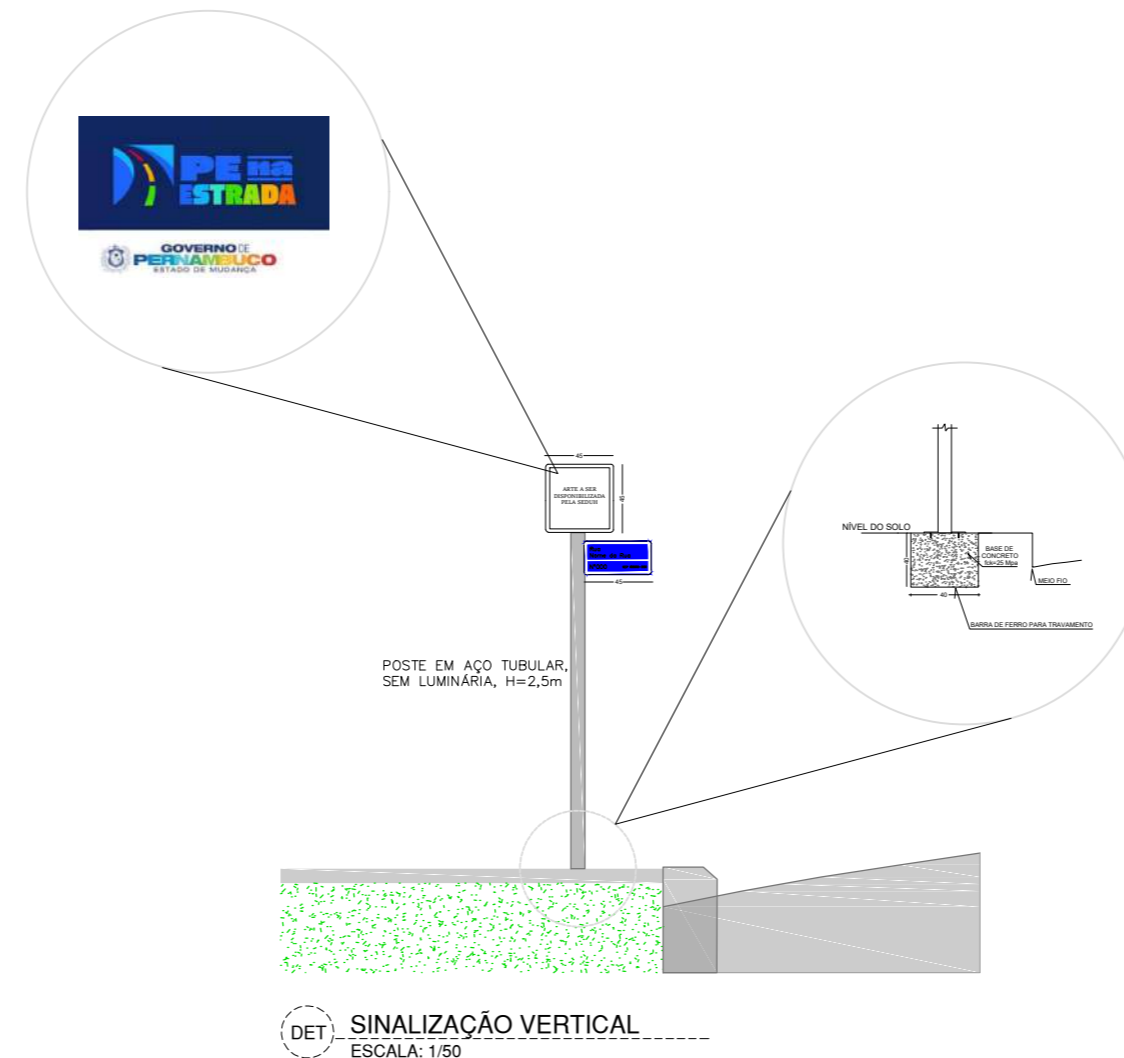 PE na
ESTRADA
GOVERNO DE
PERNAMBUCO
ESTADO DE MUDANÇA
45
ARTE A SER
DISPONIBILIZADA
PELA SEDUH
45
45
POSTE EM AÇO TUBULAR,
SEM LUMINÁRIA, H=2,5m
NÍVEL DO SOLO
BASE DE
CONCRETO
fck=25 Mpa
40
40
MEIO FIO
BARRA DE FERRO PARA TRAVAMENTO
DET
SINALIZAÇÃO VERTICAL
ESCALA: 1/50